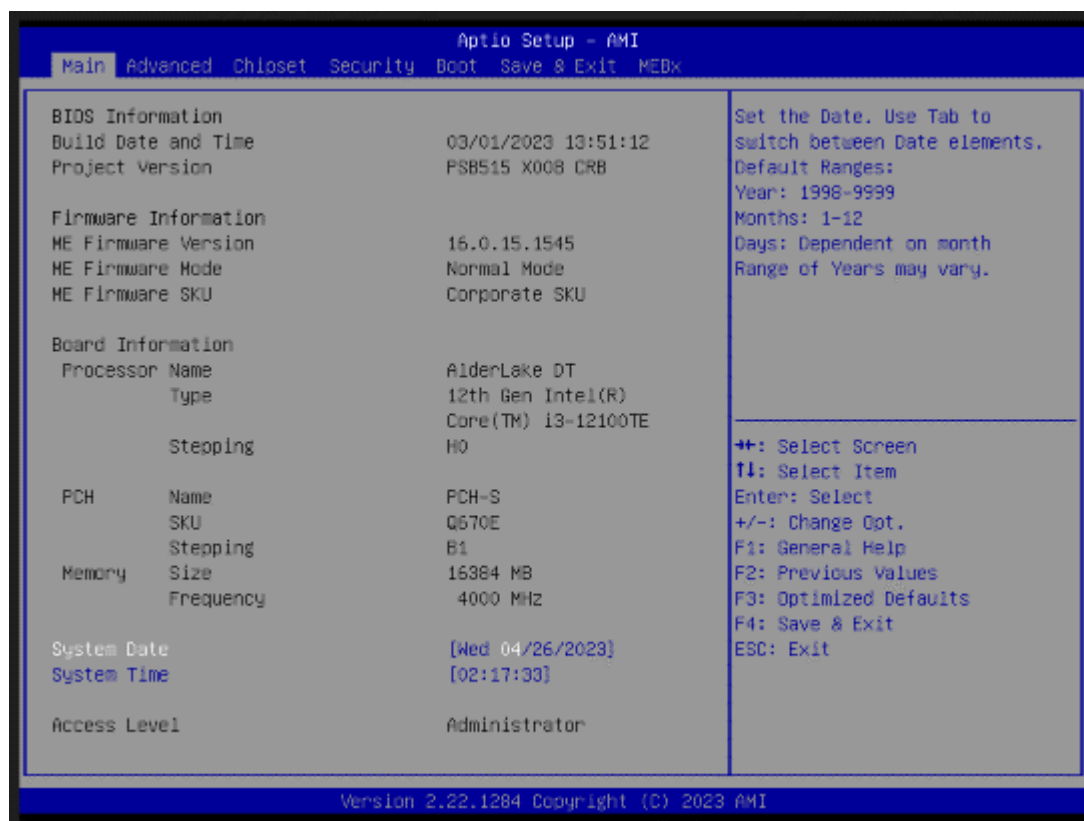 Aptio Setup - AMI
Main Advanced Chipset Security Boot Save & Exit MEBx
BIOS Information
Build Date and Time 03/01/2023 13:51:12
Project Version PSB515 X008 CRB
Firmware Information
ME Firmware Version 16.0.15.1545
ME Firmware Mode Normal Mode
ME Firmware SKU Corporate SKU
Board Information
Processor Name AlderLake DT
Type 12th Gen Intel(R)
Core(TM) i3-12100TE
Stepping H0
PCH Name PCH-S
SKU Q670E
Stepping B1
Memory Size 16384 MB
Frequency 4000 MHz
System Date [Wed 04/26/2023]
System Time [02:17:33]
Access Level Administrator
Set the Date. Use Tab to
switch between Date elements.
Default Ranges:
Year: 1998-9999
Months: 1-12
Days: Dependent on month
Range of Years may vary.
→←: Select Screen
↑↓: Select Item
Enter: Select
+/-: Change Opt.
F1: General Help
F2: Previous Values
F3: Optimized Defaults
F4: Save & Exit
ESC: Exit
Version 2.22.1284 Copyright (C) 2023 AMI